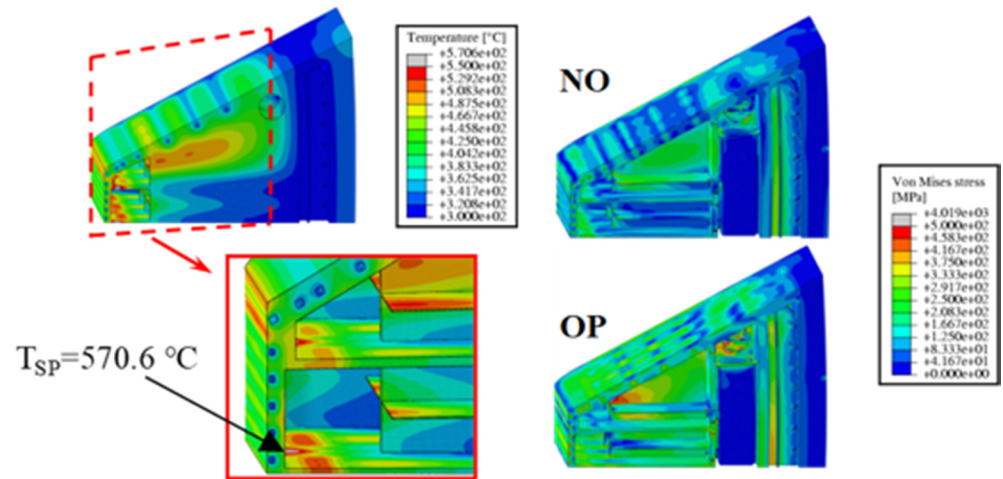 Temperature [°C]
+5.706e+02
+5.500e+02
+5.292e+02
+5.083e+02
+4.875e+02
+4.667e+02
+4.458e+02
+4.250e+02
+4.042e+02
+3.833e+02
+3.625e+02
+3.417e+02
+3.208e+02
+3.000e+02
NO
Von Mises stress
[MPa]
+4.019e+03
+5.000e+02
+4.583e+02
+4.167e+02
+3.750e+02
+3.333e+02
+2.917e+02
+2.500e+02
+2.083e+02
+1.667e+02
+1.250e+02
+8.333e+01
+4.167e+01
+0.000e+00
OP
TSP=570.6 °C